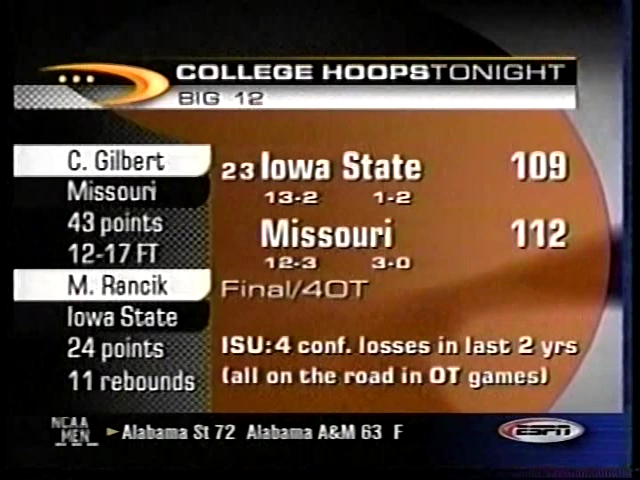 COLLEGE HOOPSTONIGHT
BIG 12
C. Gilbert
Missouri
43 points
12-17 FT
M. Rancik
Iowa State
24 points
11 rebounds
23 Iowa State 109
13-2 1-2
Missouri 112
12-3 3-0
Final/4OT
ISU: 4 conf. losses in last 2 yrs
(all on the road in OT games)
NCAA
MEN
Alabama St 72 Alabama A&M 63 F
ESPN